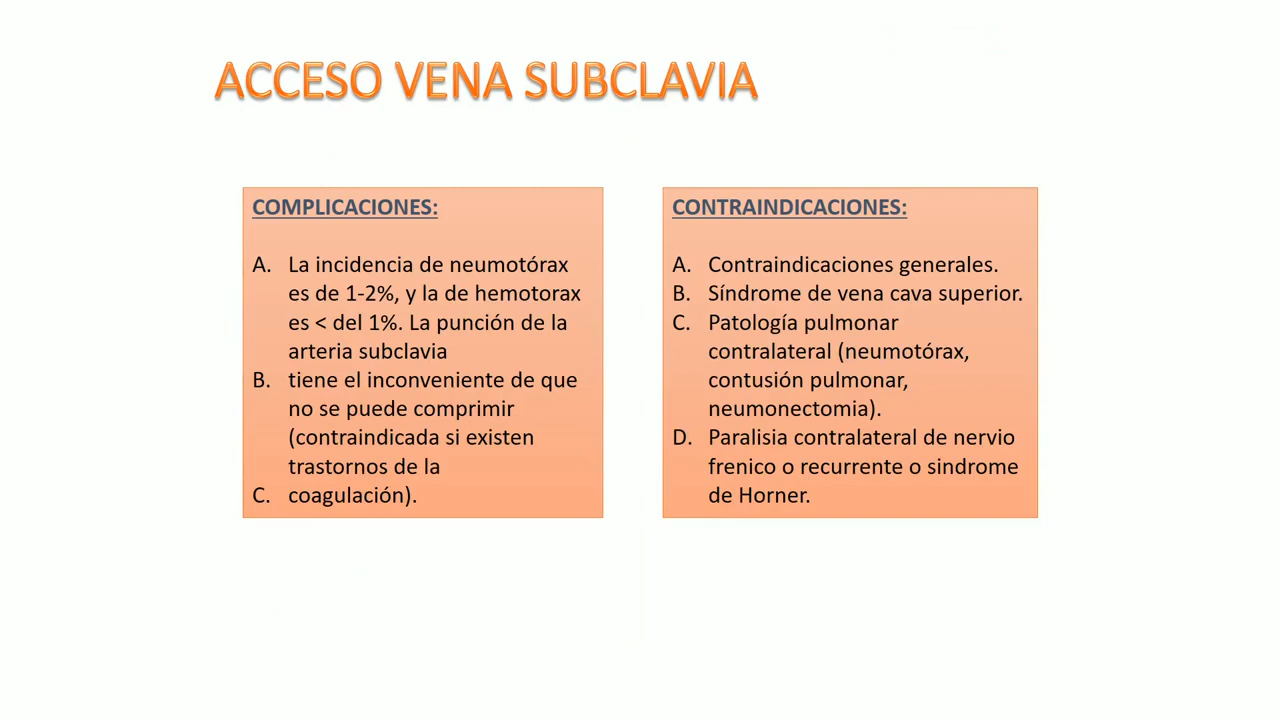 ACCESO VENA SUBCLAVIA
COMPLICACIONES:
A. La incidencia de neumotórax
es de 1-2%, y la de hemotorax
es < del 1%. La punción de la
arteria subclavia
B. tiene el inconveniente de que
no se puede comprimir
(contraindicada si existen
trastornos de la
C. coagulación).
CONTRAINDICACIONES:
A. Contraindicaciones generales.
B. Síndrome de vena cava superior.
C. Patología pulmonar
contralateral (neumotórax,
contusión pulmonar,
neumonectomia).
D. Paralisia contralateral de nervio
frenico o recurrente o sindrome
de Horner.